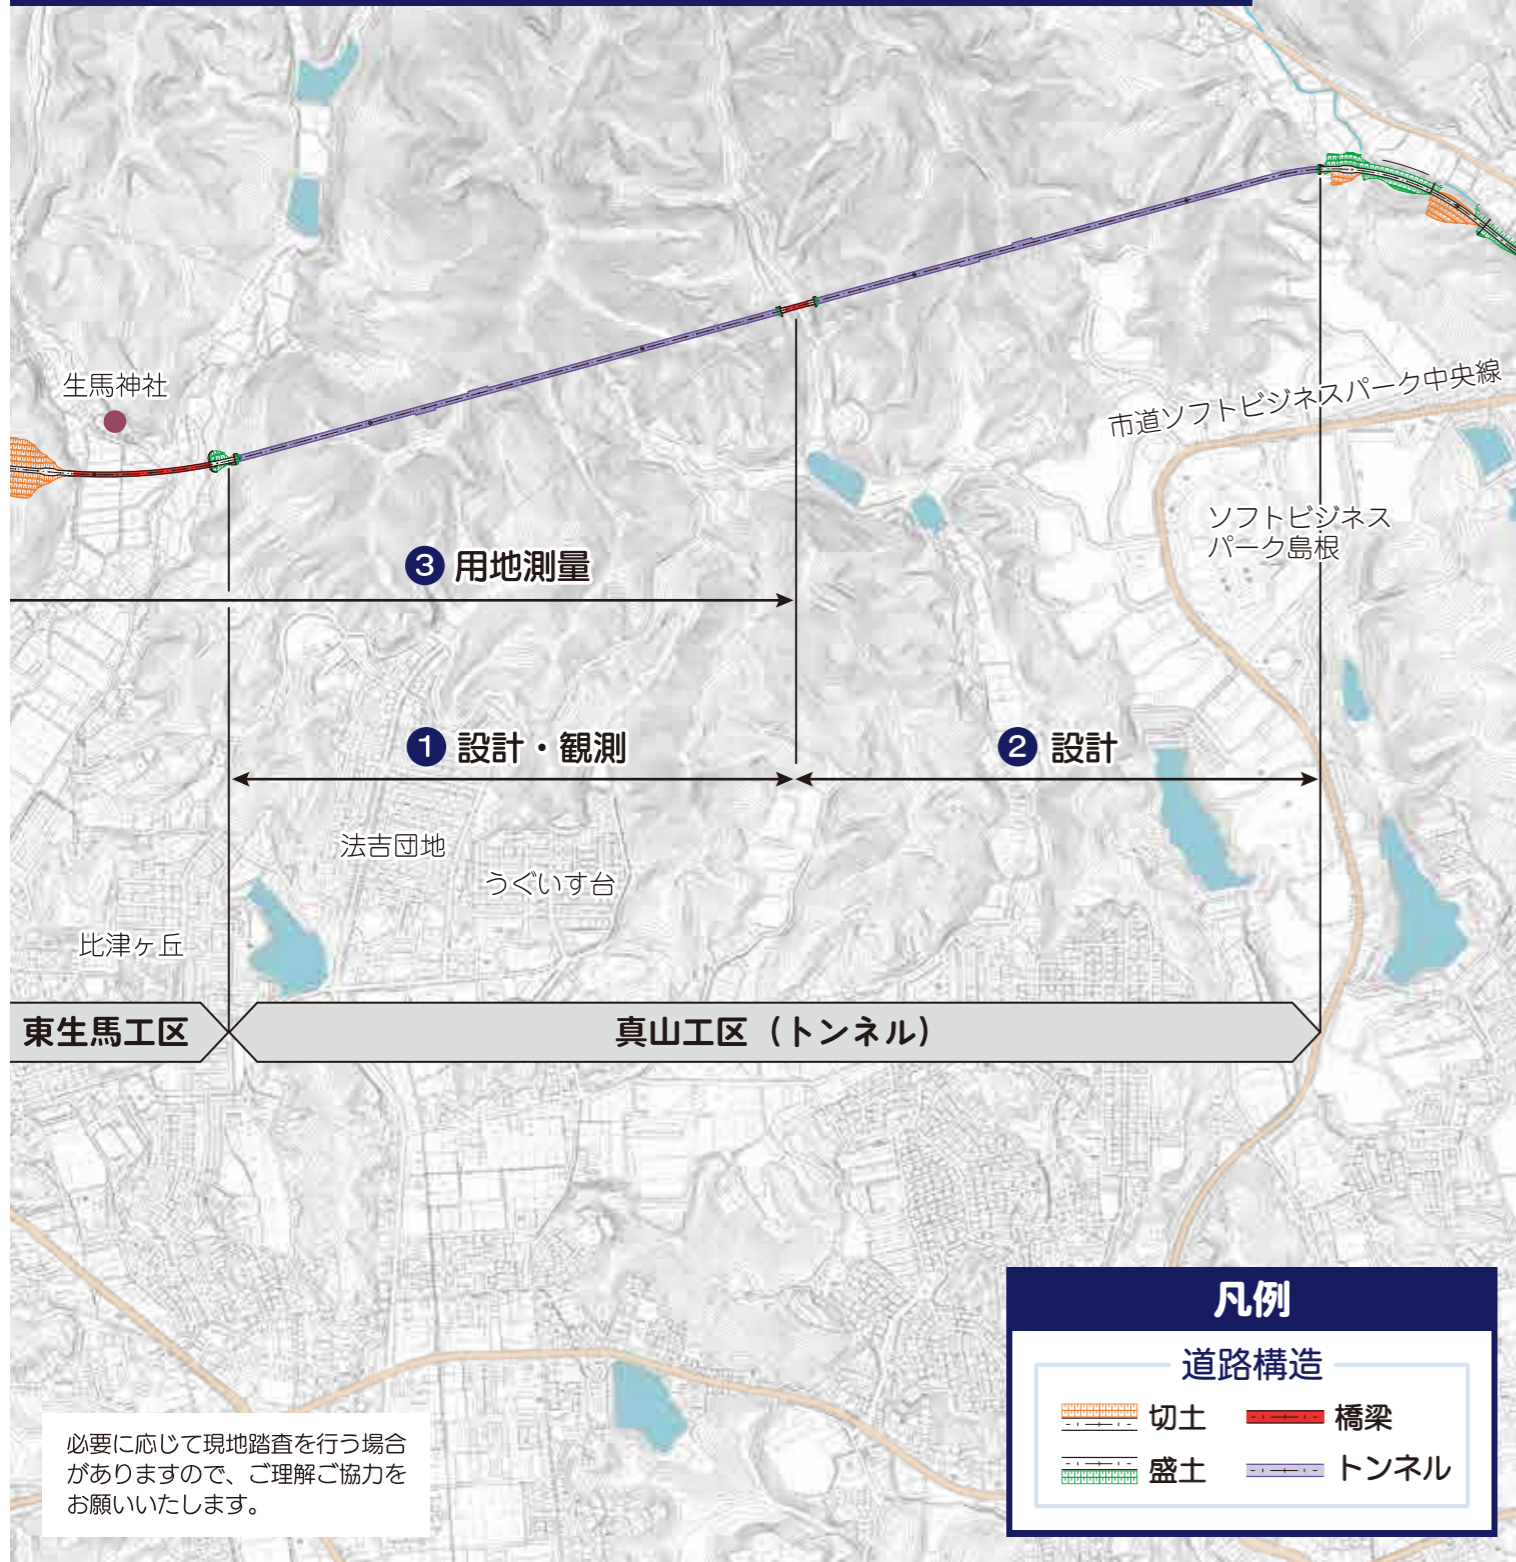 生馬神社
市道ソフトビジネスパーク中央線
ソフトビジネス
パーク島根
3 用地測量
1 設計・観測
2 設計
法吉団地
うぐいす台
比津ヶ丘
東生馬工区
真山工区（トンネル）
凡例
道路構造
切土
橋梁
盛土
トンネル
必要に応じて現地踏査を行う場合
がありますので、ご理解ご協力を
お願いいたします。